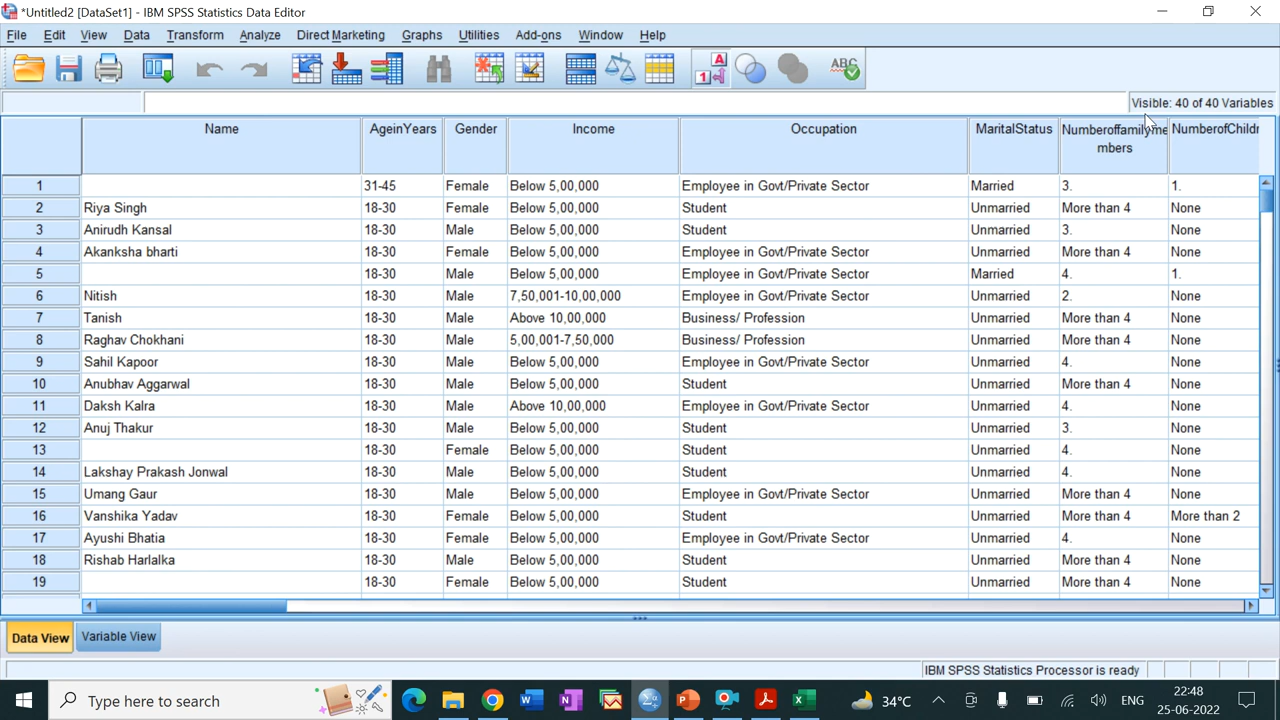 *Untitled2 [DataSet1] - IBM SPSS Statistics Data Editor
File Edit View Data Transform Analyze Direct Marketing Graphs Utilities Add-ons Window Help
Visible: 40 of 40 Variables
Name AgeinYears Gender Income Occupation MaritalStatus Numberoffamilyme NumberofChildr
mbers
1 31-45 Female Below 5,00,000 Employee in Govt/Private Sector Married 3. 1.
2 Riya Singh 18-30 Female Below 5,00,000 Student Unmarried More than 4 None
3 Anirudh Kansal 18-30 Male Below 5,00,000 Student Unmarried 3. None
4 Akanksha bharti 18-30 Female Below 5,00,000 Employee in Govt/Private Sector Unmarried More than 4 None
5 18-30 Male Below 5,00,000 Employee in Govt/Private Sector Married 4. 1.
6 Nitish 18-30 Male 7,50,001-10,00,000 Employee in Govt/Private Sector Unmarried 2. None
7 Tanish 18-30 Male Above 10,00,000 Business/ Profession Unmarried More than 4 None
8 Raghav Chokhani 18-30 Male 5,00,001-7,50,000 Business/ Profession Unmarried More than 4 None
9 Sahil Kapoor 18-30 Male Below 5,00,000 Employee in Govt/Private Sector Unmarried 4. None
10 Anubhav Aggarwal 18-30 Male Below 5,00,000 Student Unmarried More than 4 None
11 Daksh Kalra 18-30 Male Above 10,00,000 Employee in Govt/Private Sector Unmarried 4. None
12 Anuj Thakur 18-30 Male Below 5,00,000 Student Unmarried 3. None
13 18-30 Female Below 5,00,000 Student Unmarried 4. None
14 Lakshay Prakash Jonwal 18-30 Male Below 5,00,000 Student Unmarried 4. None
15 Umang Gaur 18-30 Male Below 5,00,000 Employee in Govt/Private Sector Unmarried More than 4 None
16 Vanshika Yadav 18-30 Female Below 5,00,000 Student Unmarried More than 4 More than 2
17 Ayushi Bhatia 18-30 Female Below 5,00,000 Employee in Govt/Private Sector Unmarried 4. None
18 Rishab Harlalka 18-30 Male Below 5,00,000 Student Unmarried More than 4 None
19 18-30 Female Below 5,00,000 Student Unmarried More than 4 None
Data View Variable View
IBM SPSS Statistics Processor is ready
Type here to search 34°C ENG 22:48
25-06-2022